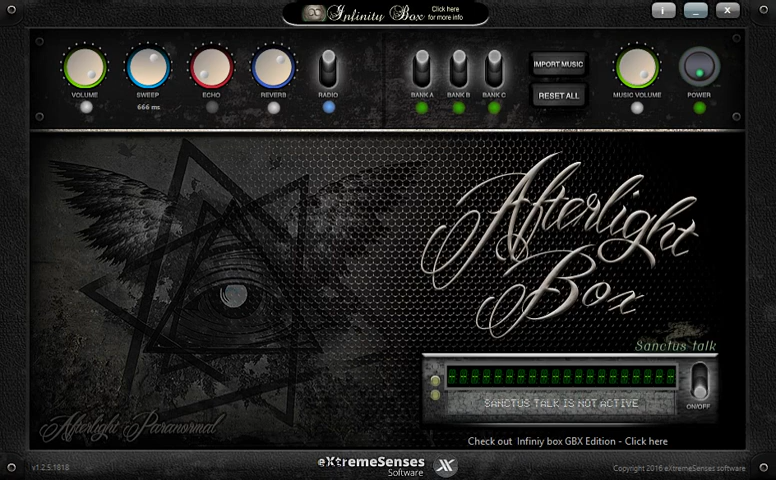 Infinity Box
Click here
for more info
i
_
X
VOLUME
SWEEP
ECHO
REVERB
RADIO
BANK A
BANK B
BANK C
IMPORT MUSIC
RESET ALL
MUSIC VOLUME
POWER
666 ms
Afterlight
Box
Sanctus talk
SANCTUS TALK IS NOT ACTIVE
ON/OFF
Afterlight Paranormal
Check out Infiniy box GBX Edition - Click here
v1.2.5.1818
eXtremeSenses
Software
X
Copyright 2016 eXtremeSenses software